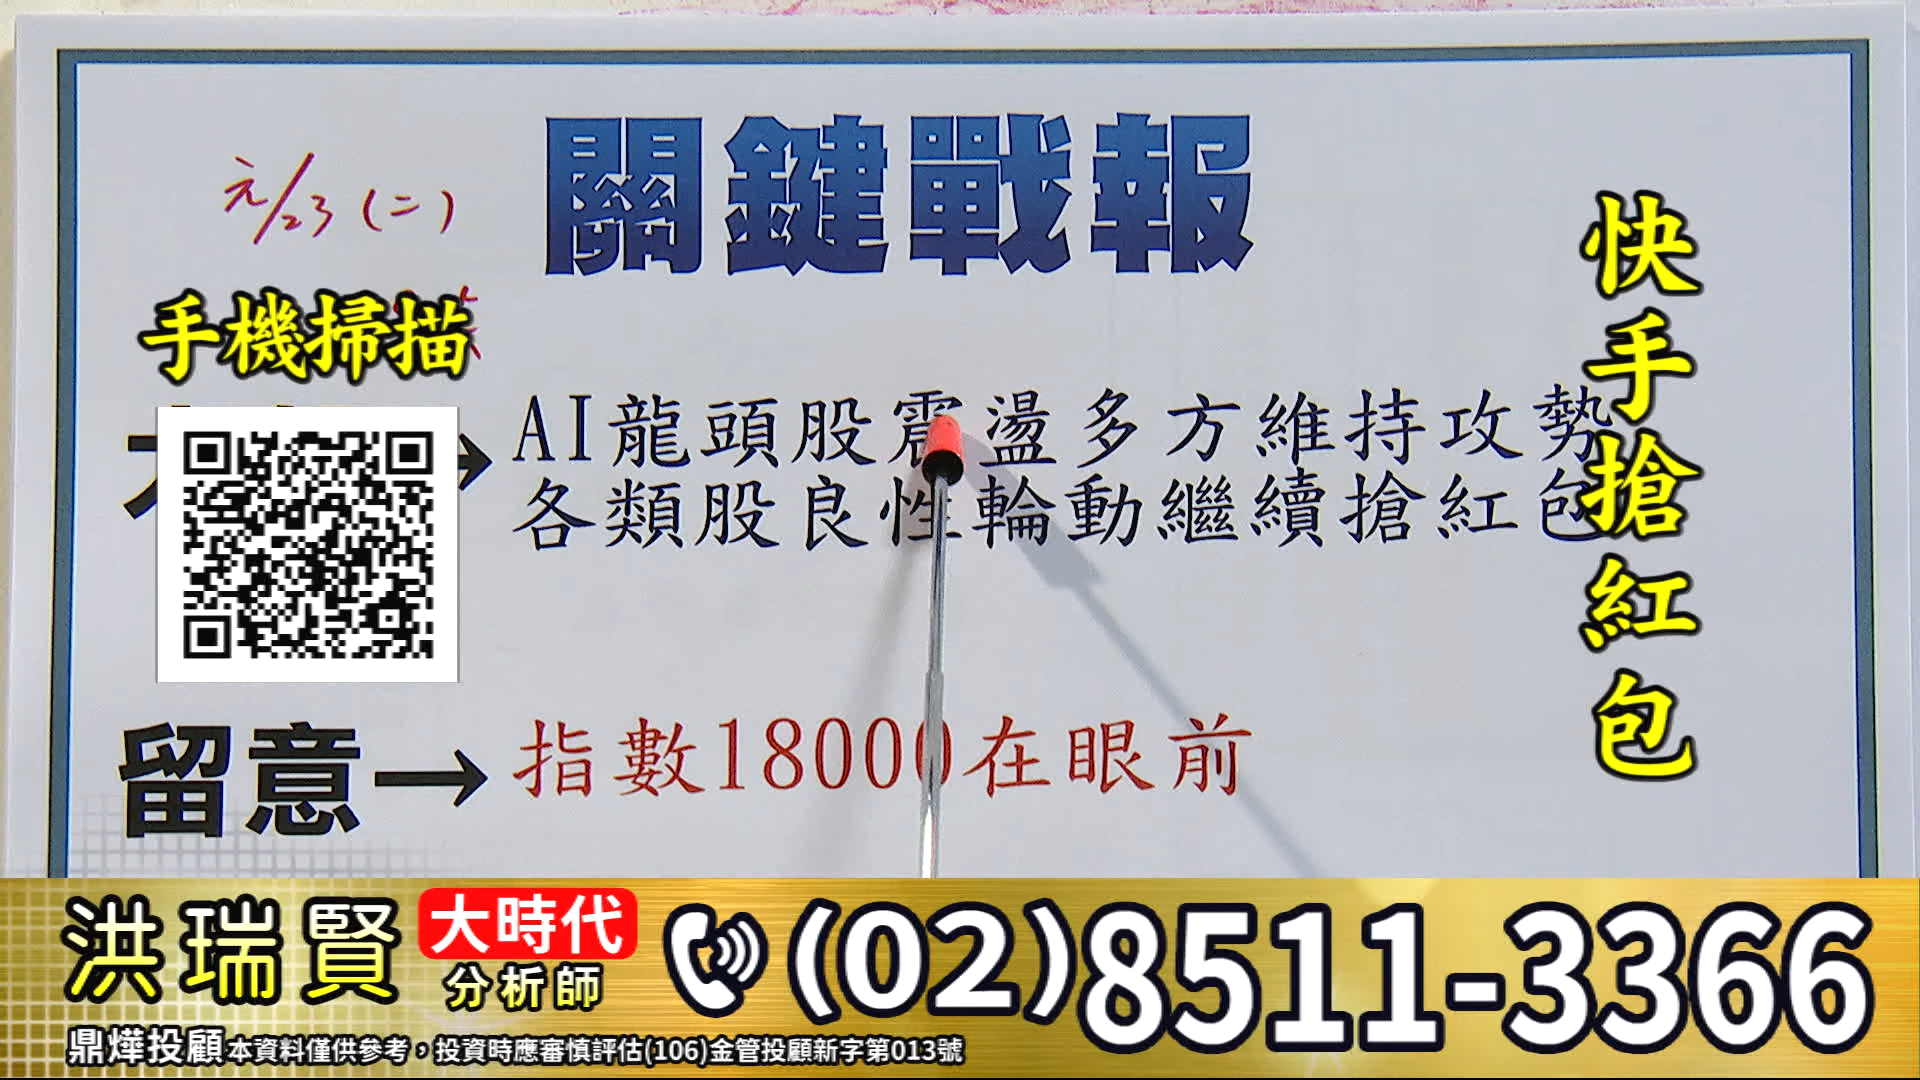 關鍵戰報
元/23(二)
手機掃描
AI龍頭股震盪多方維持攻勢
各類股良性輪動繼續搶紅包
快手搶紅包
留意→指數18000在眼前
洪瑞賢
大時代
分析師
(02)8511-3366
鼎燁投顧 本資料僅供參考,投資時應審慎評估(106)金管投顧新字第013號